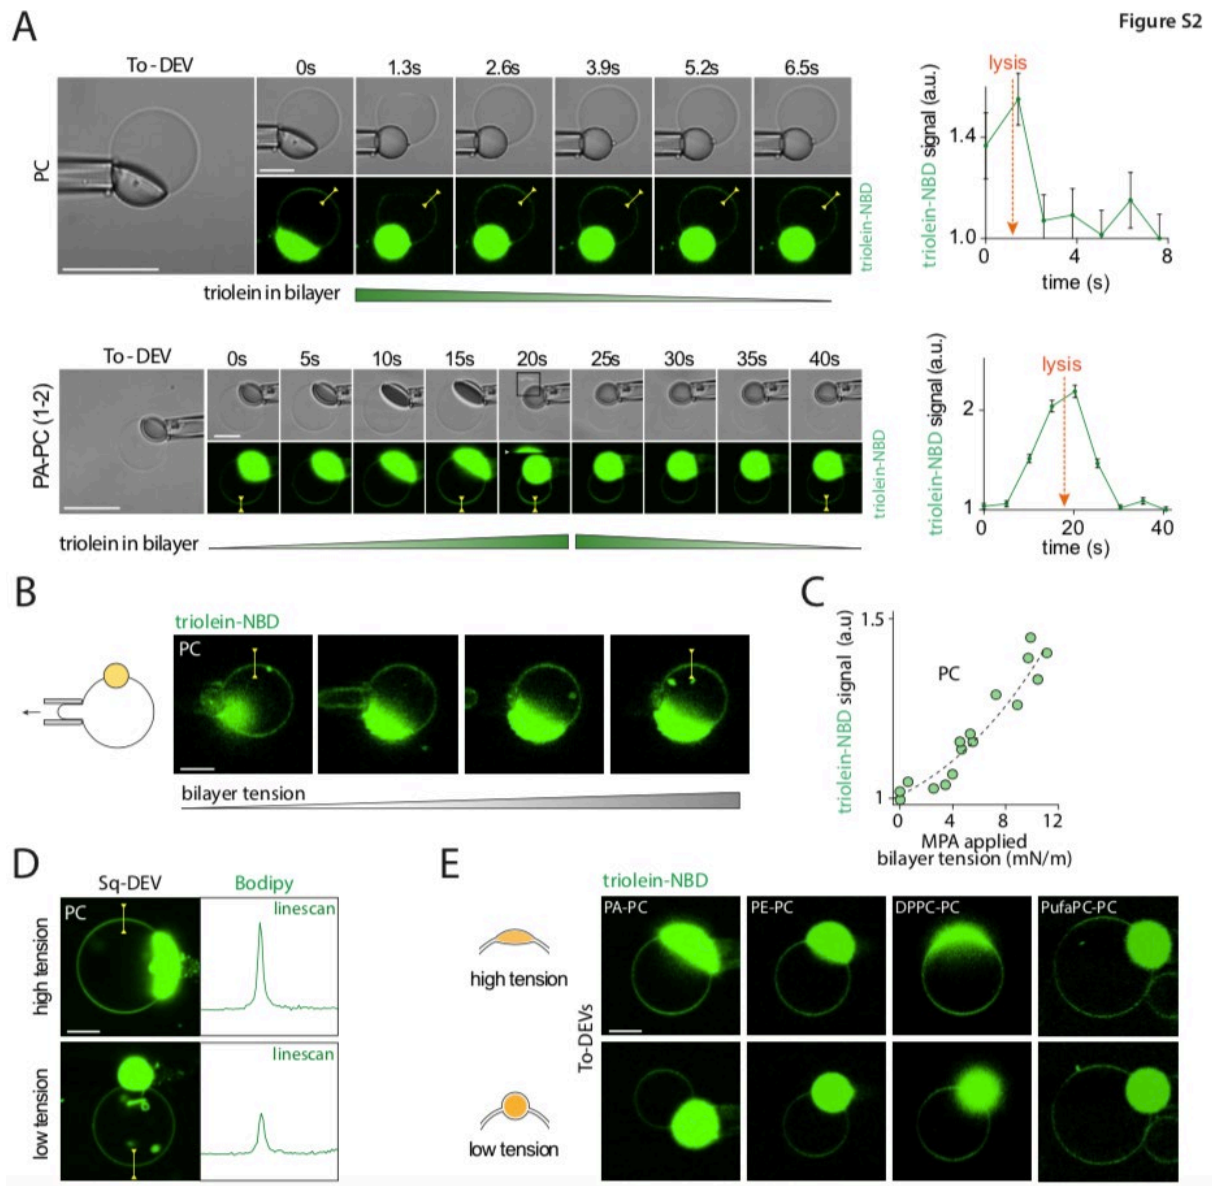 Figure S2
A
To - DEV
0s 1.3s 2.6s 3.9s 5.2s 6.5s
PC
triolein-NBD
triolein in bilayer
lysis
triolein-NBD signal (a.u.)
1.4
1.0
0 4 8
time (s)
To - DEV
0s 5s 10s 15s 20s 25s 30s 35s 40s
PA-PC (1-2)
triolein-NBD
triolein in bilayer
lysis
triolein-NBD signal (a.u.)
2
1
0 20 40
time (s)
B
triolein-NBD
PC
bilayer tension
C
triolein-NBD signal (a.u)
1.5
PC
1
0 4 8 12
MPA applied
bilayer tension (mN/m)
D
Sq-DEV Bodipy
high tension
PC
linescan
low tension
linescan
E
triolein-NBD
To-DEVs
PA-PC PE-PC DPPC-PC PufaPC-PC
high tension
low tension